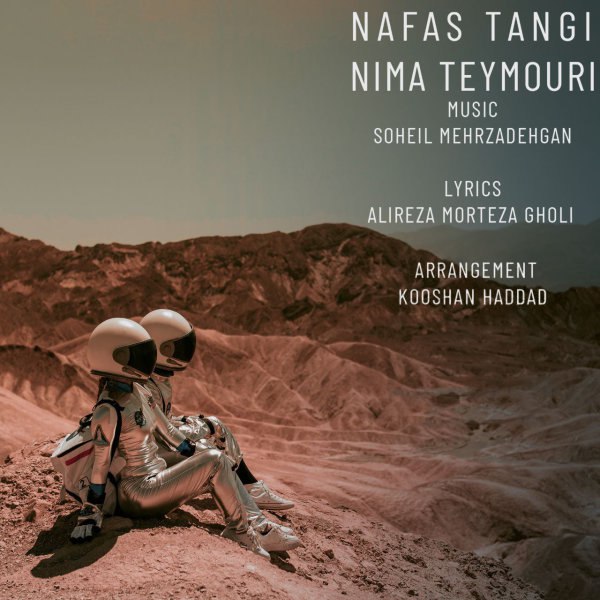 NAFAS TANGI
NIMA TEYMOURI
MUSIC
SOHEIL MEHRZADEHGAN
LYRICS
ALIREZA MORTEZA GHOLI
ARRANGEMENT
KOOSHAN HADDAD